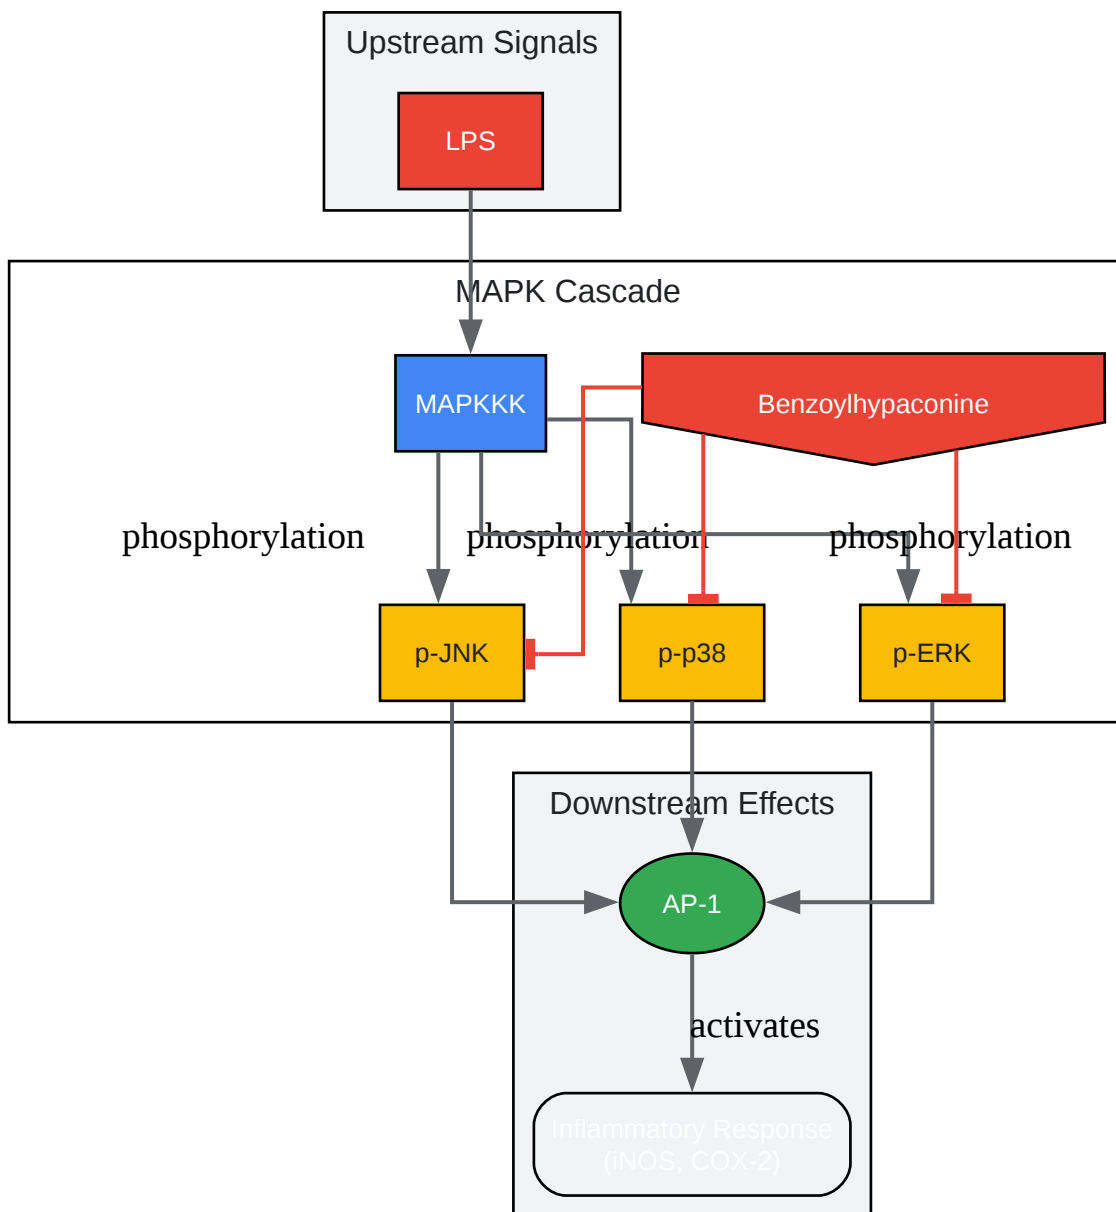 Upstream Signals
LPS
MAPK Cascade
MAPKKK
Benzoylhypaconine
phosphorylation
phosphorylation
phosphorylation
p-JNK
p-p38
p-ERK
Downstream Effects
AP-1
activates
Inflammatory Response
(iNOS, COX-2)